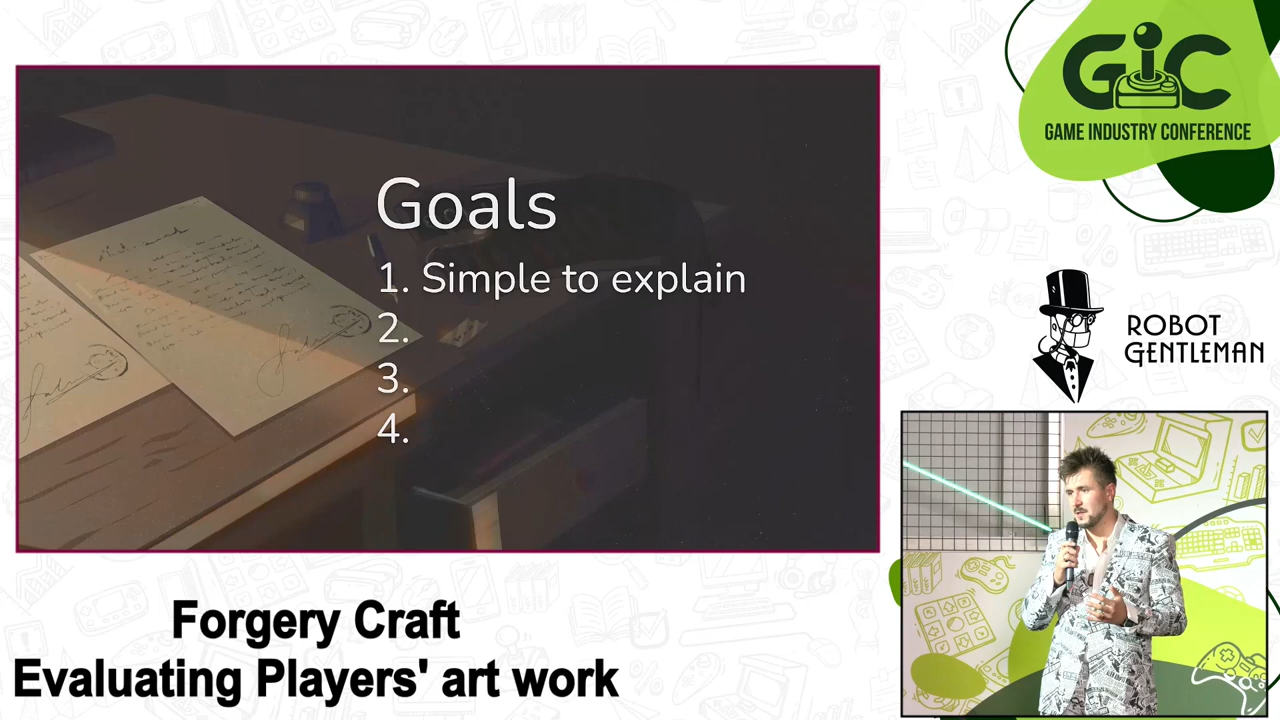 Goals
1. Simple to explain
2.
3.
4.
GIC
GAME INDUSTRY CONFERENCE
ROBOT
GENTLEMAN
Forgery Craft
Evaluating Players' art work